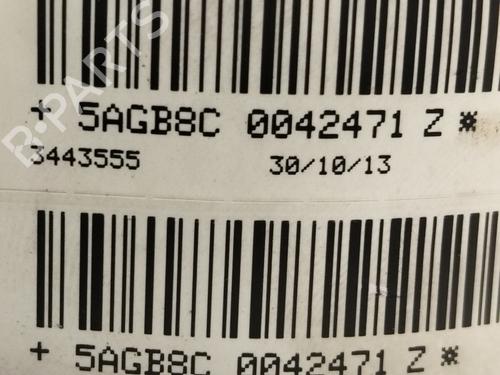 B-PARTS
+ 5AGB8C 0042471 Z *
3443555 30/10/13
+ 5AGB8C 0042471 Z *